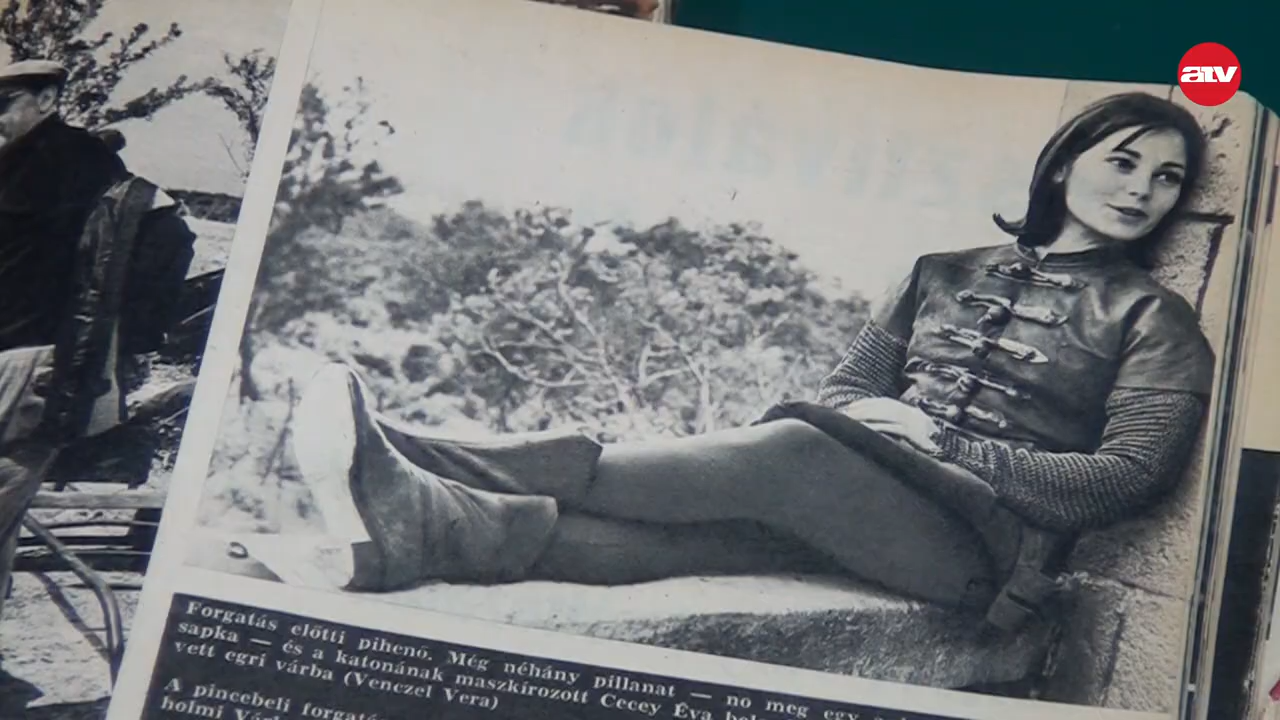 atv
Forgatás előtti pihenő. Még néhány pillanat — no meg egy
sapka — és a katonának maszkírozott Cecey Éva
vett egri várba (Venczel Vera)
A pincebeli
holmi